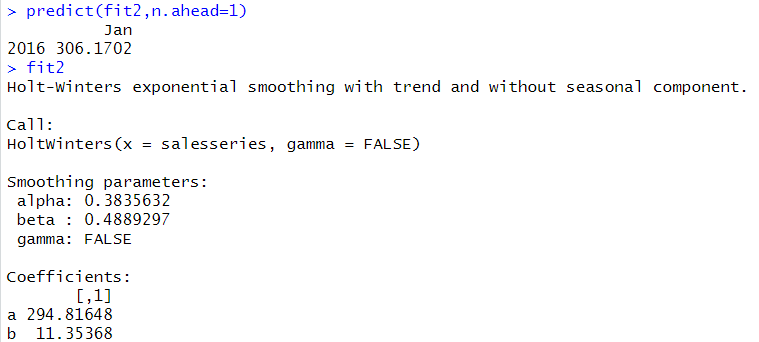 > predict(fit2,n.ahead=1)
Jan
2016 306.1702
> fit2
Holt-Winters exponential smoothing with trend and without seasonal component.
Call:
HoltWinters(x = salesseries, gamma = FALSE)
Smoothing parameters:
alpha: 0.3835632
beta : 0.4889297
gamma: FALSE
Coefficients:
[,1]
a 294.81648
b 11.35368